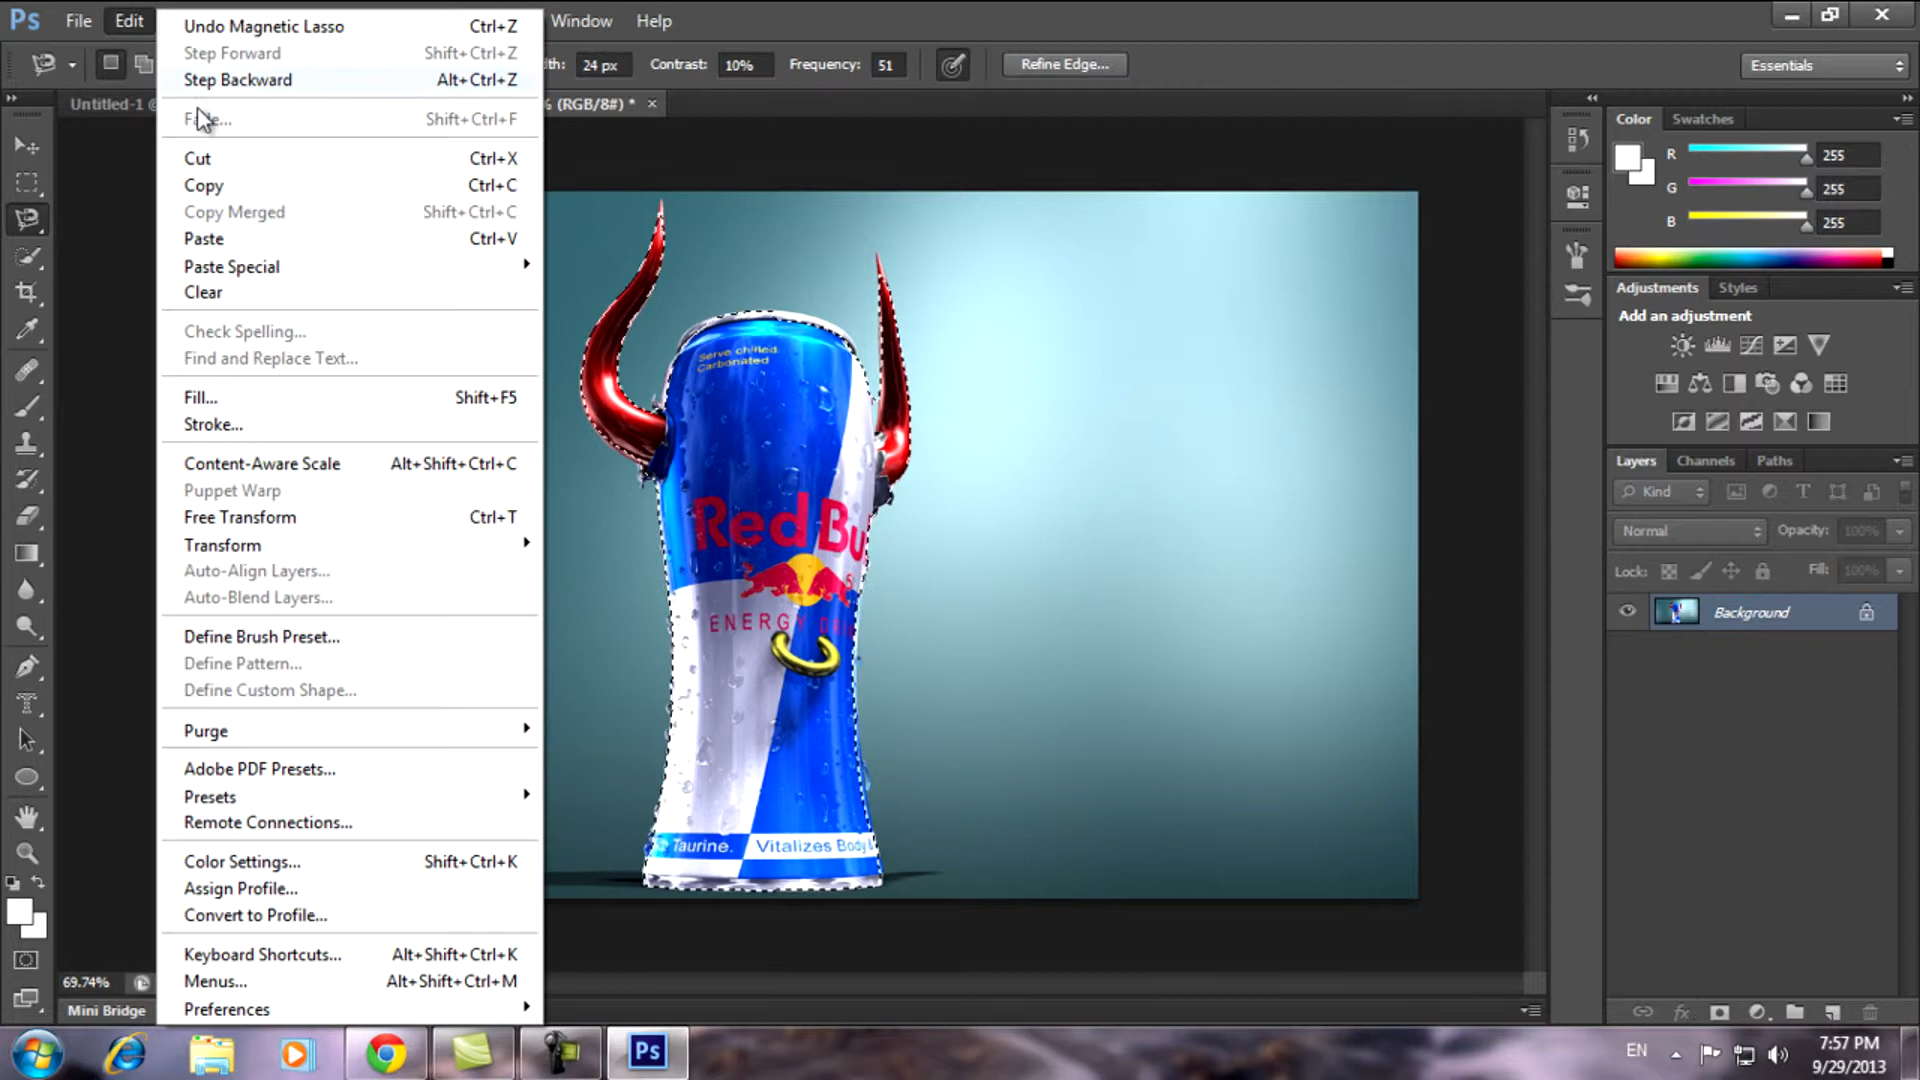 Ps File Edit Window Help
Undo Magnetic Lasso Ctrl+Z
Step Forward Shift+Ctrl+Z
Step Backward Alt+Ctrl+Z
Shift+Ctrl+F
Cut Ctrl+X
Copy Ctrl+C
Copy Merged Shift+Ctrl+C
Paste Ctrl+V
Paste Special
Clear
Check Spelling...
Find and Replace Text...
Fill... Shift+F5
Stroke...
Content-Aware Scale Alt+Shift+Ctrl+C
Puppet Warp
Free Transform Ctrl+T
Transform
Auto-Align Layers...
Auto-Blend Layers...
Define Brush Preset...
Define Pattern...
Define Custom Shape...
Purge
Adobe PDF Presets...
Presets
Remote Connections...
Color Settings... Shift+Ctrl+K
Assign Profile...
Convert to Profile...
Keyboard Shortcuts... Alt+Shift+Ctrl+K
Menus... Alt+Shift+Ctrl+M
Preferences
24 px Contrast: 10% Frequency: 51 Refine Edge... Essentials
Untitled-1 @ % (RGB/8#) * ×
Serve chilled
Carbonated
Red Bu
ENERGY DRI
Taurine. Vitalizes Body &
Color Swatches
R 255
G 255
B 255
Adjustments Styles
Add an adjustment
Layers Channels Paths
Kind
Normal Opacity: 100%
Lock: Fill: 100%
Background
69.74%
Mini Bridge
Ps
EN
7:57 PM
9/29/2013